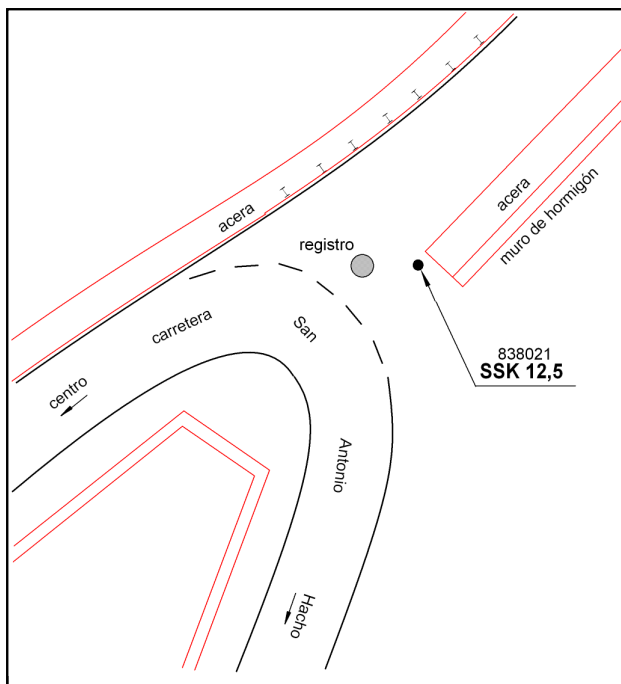 acera
acera
muro de hormigón
registro
carretera
San
Antonio
centro
Hacho
838021
SSK 12,5